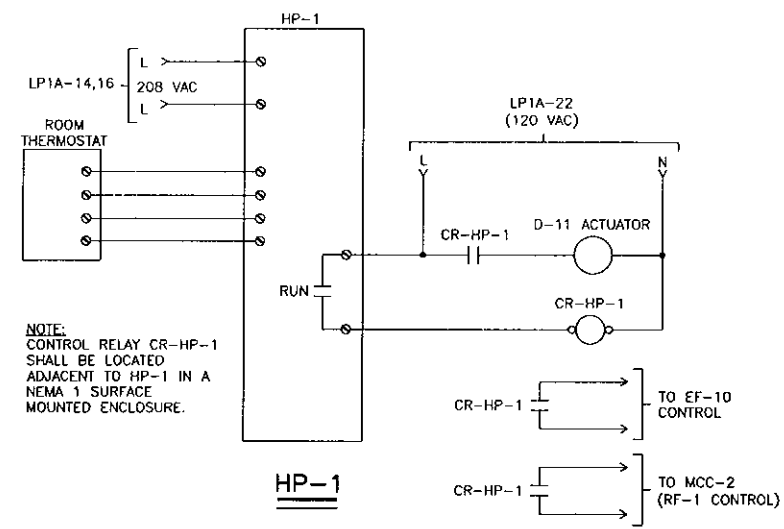 HP-1
LP1A-14,16
L
208 VAC
L
ROOM
THERMOSTAT
LP1A-22
(120 VAC)
L
N
CR-HP-1
D-11 ACTUATOR
RUN
CR-HP-1
NOTE:
CONTROL RELAY CR-HP-1
SHALL BE LOCATED
ADJACENT TO HP-1 IN A
NEMA 1 SURFACE
MOUNTED ENCLOSURE.
CR-HP-1
TO EF-10
CONTROL
HP-1
CR-HP-1
TO MCC-2
(RF-1 CONTROL)